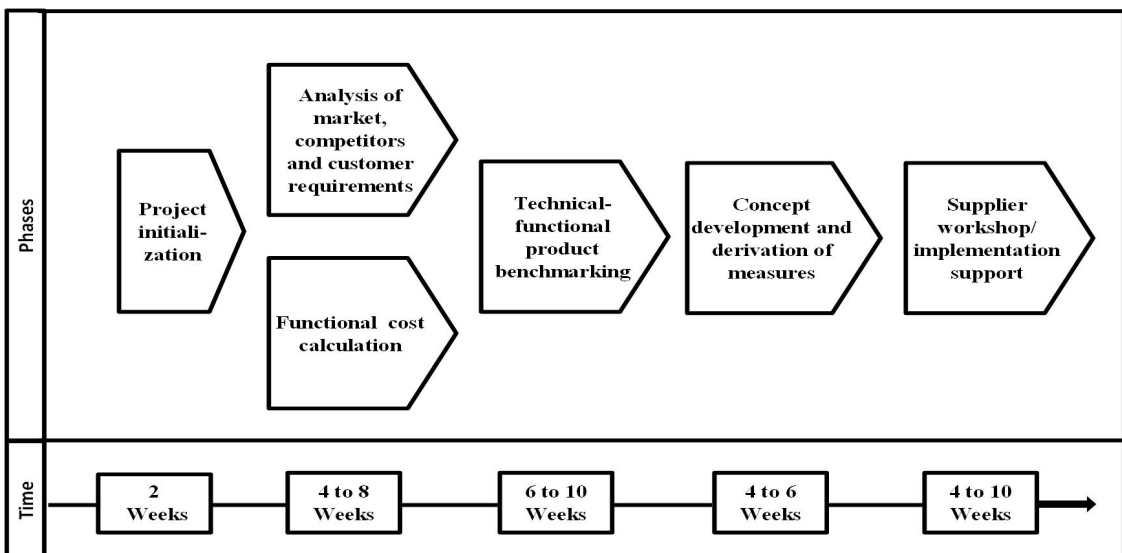 Phases
Project
initiali-
zation
Analysis of
market,
competitors
and customer
requirements
Functional cost
calculation
Technical-
functional
product
benchmarking
Concept
development and
derivation of
measures
Supplier
workshop/
implementation
support
Time
2
Weeks
4 to 8
Weeks
6 to 10
Weeks
4 to 6
Weeks
4 to 10
Weeks